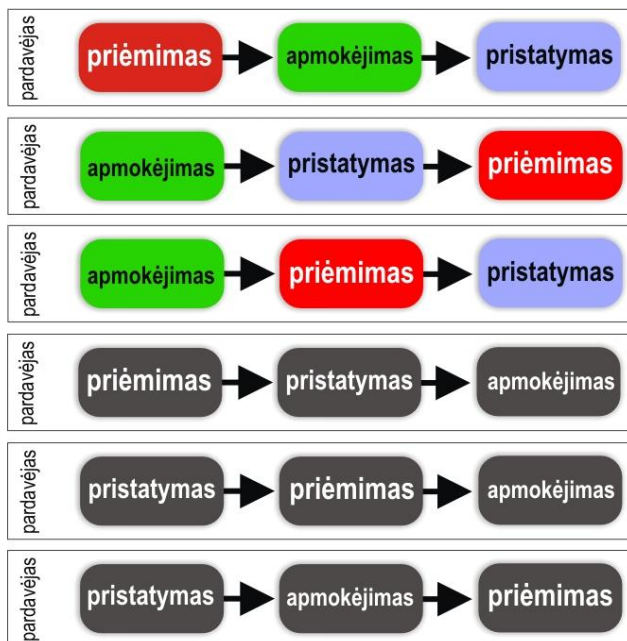 pardavėjas
priėmimas apmokėjimas pristatymas
pardavėjas
apmokėjimas pristatymas priėmimas
pardavėjas
apmokėjimas priėmimas pristatymas
pardavėjas
priėmimas pristatymas apmokėjimas
pardavėjas
pristatymas priėmimas apmokėjimas
pardavėjas
pristatymas apmokėjimas priėmimas